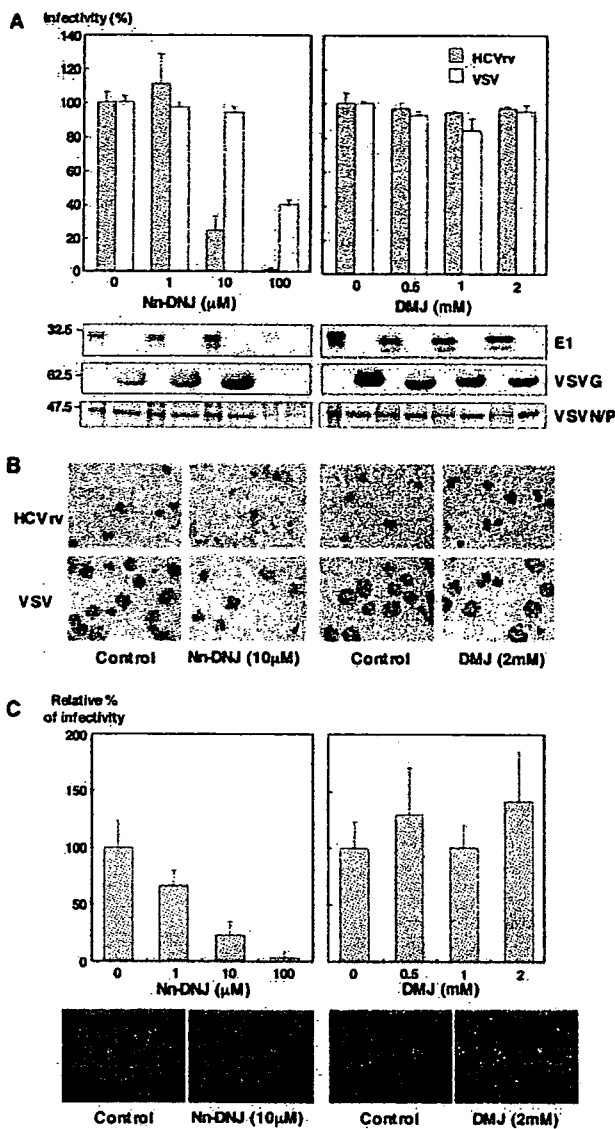 A
Infectivity (%)
140
120
100
80
60
40
20
0
HCVrv
VSV
0 1 10 100
Nn-DNJ (μM)
0 0.5 1 2
DMJ (mM)
32.5
E1
62.5
VSVG
47.5
VSVN/P
B
HCVrv
VSV
Control Nn-DNJ (10μM) Control DMJ (2mM)
C
Relative %
of infectivity
200
150
100
50
0
0 1 10 100
Nn-DNJ (μM)
0 0.5 1 2
DMJ (mM)
Control Nn-DNJ (10μM) Control DMJ (2mM)